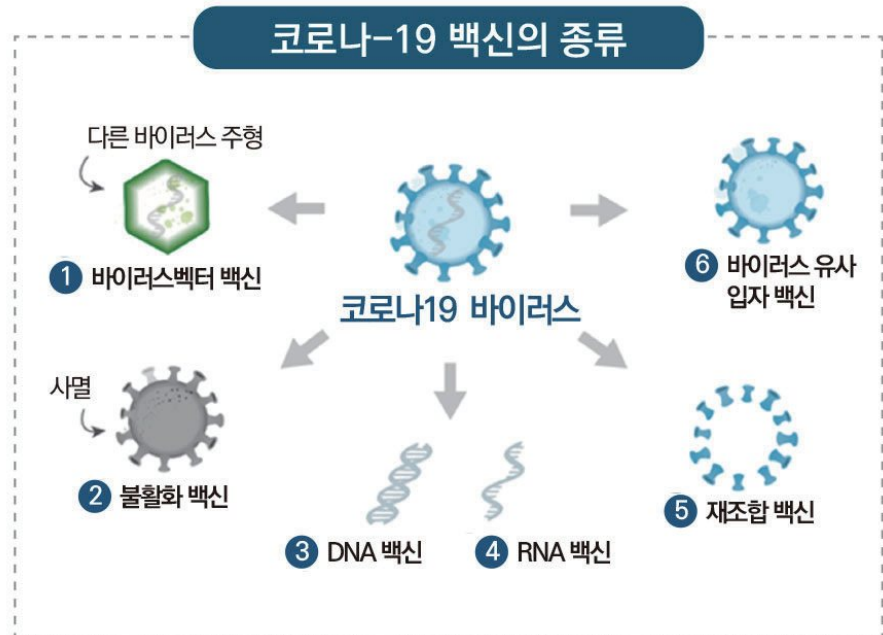 코로나-19 백신의 종류
다른 바이러스 주형
1 바이러스벡터 백신
코로나19 바이러스
6 바이러스 유사
입자 백신
사멸
2 불활화 백신
3 DNA 백신
4 RNA 백신
5 재조합 백신